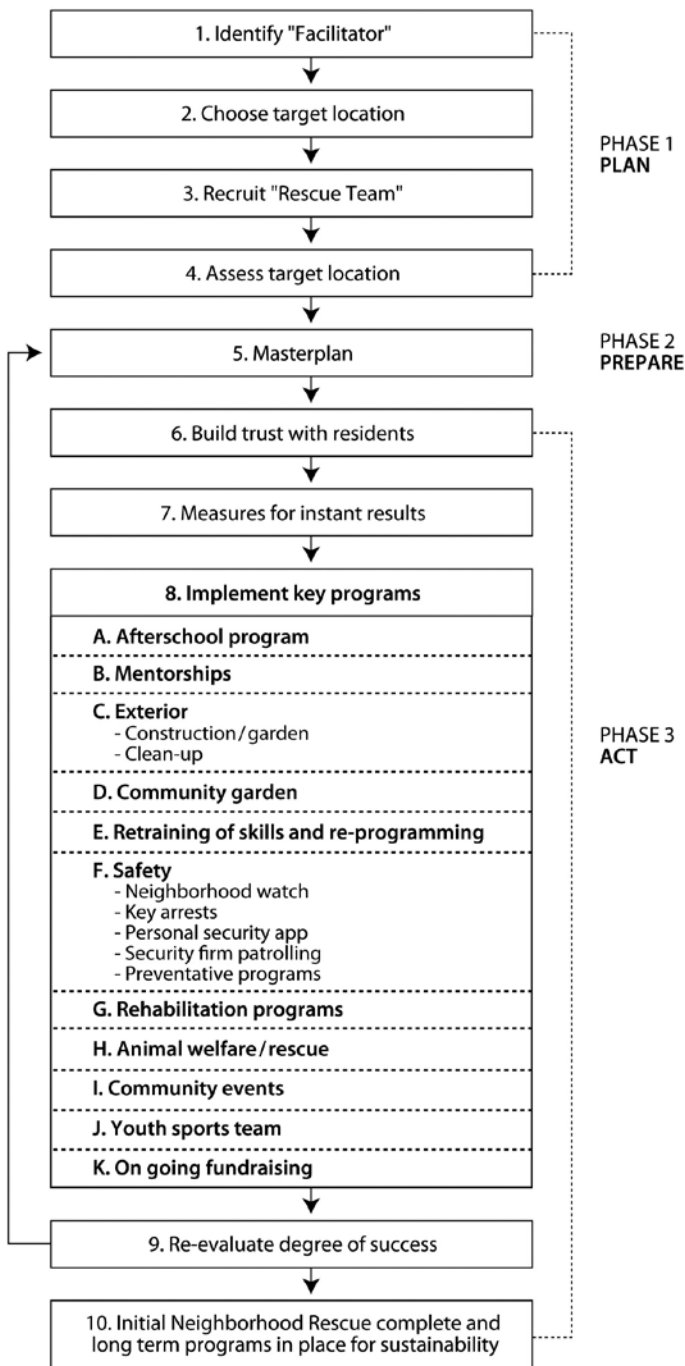 1. Identify "Facilitator"
2. Choose target location
3. Recruit "Rescue Team"
4. Assess target location
PHASE 1
PLAN
5. Masterplan
PHASE 2
PREPARE
6. Build trust with residents
7. Measures for instant results
8. Implement key programs
A. Afterschool program
B. Mentorships
C. Exterior
- Construction/garden
- Clean-up
D. Community garden
E. Retraining of skills and re-programming
F. Safety
- Neighborhood watch
- Key arrests
- Personal security app
- Security firm patrolling
- Preventative programs
G. Rehabilitation programs
H. Animal welfare/rescue
I. Community events
J. Youth sports team
K. On going fundraising
PHASE 3
ACT
9. Re-evaluate degree of success
10. Initial Neighborhood Rescue complete and
long term programs in place for sustainability